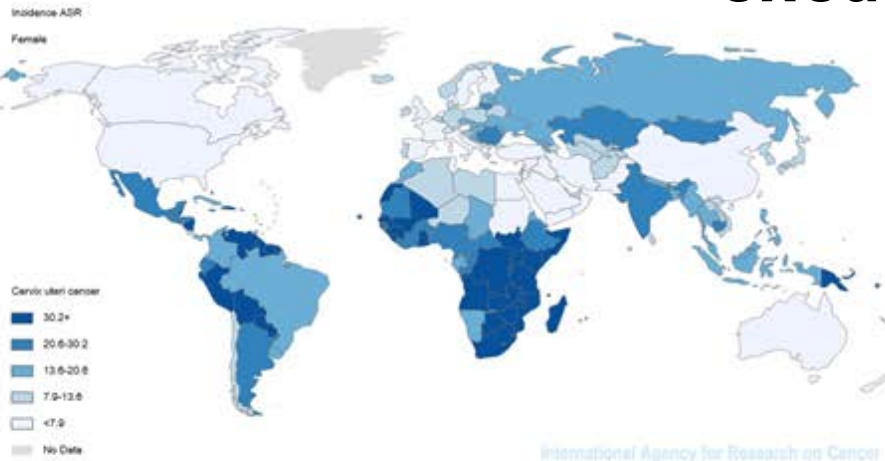 Incidence ASR
Female
Cervix uteri cancer
30.2+
20.6-30.2
13.6-20.6
7.9-13.6
<7.9
No Data
International Agency for Research on Cancer